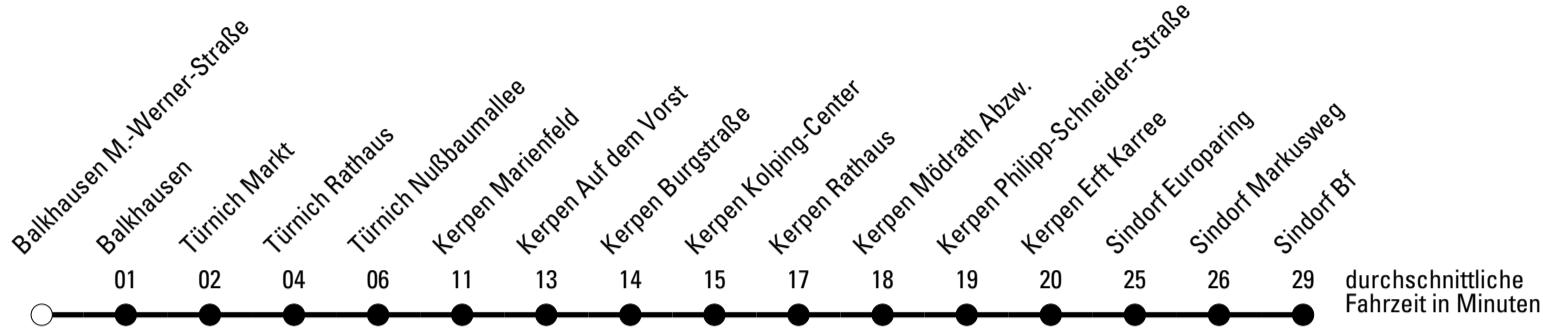 Balkhausen M.-Werner-Straße
Balkhausen
Türnich Markt
Türnich Rathaus
Türnich Nußbaumallee
Kerpen Marienfeld
Kerpen Auf dem Vorst
Kerpen Burgstraße
Kerpen Kolping-Center
Kerpen Rathaus
Kerpen Mödrath Abzw.
Kerpen Philipp-Schneider-Straße
Kerpen Erft Karree
Sindorf Europaring
Sindorf Markusweg
Sindorf Bf
01 02 04 06 11 13 14 15 17 18 19 20 25 26 29
durchschnittliche
Fahrzeit in Minuten